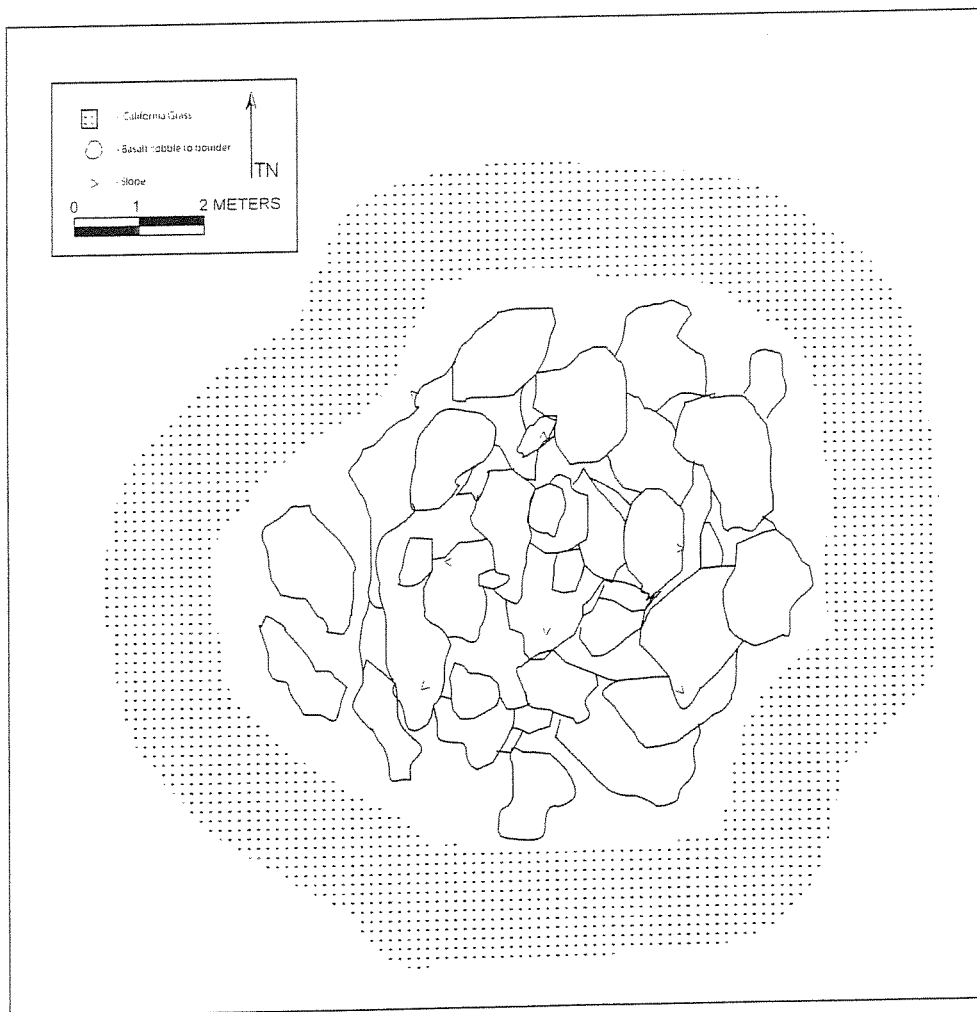 - California Grass
- Basalt cobble to boulder
- Slope
TN
0 1 2 METERS